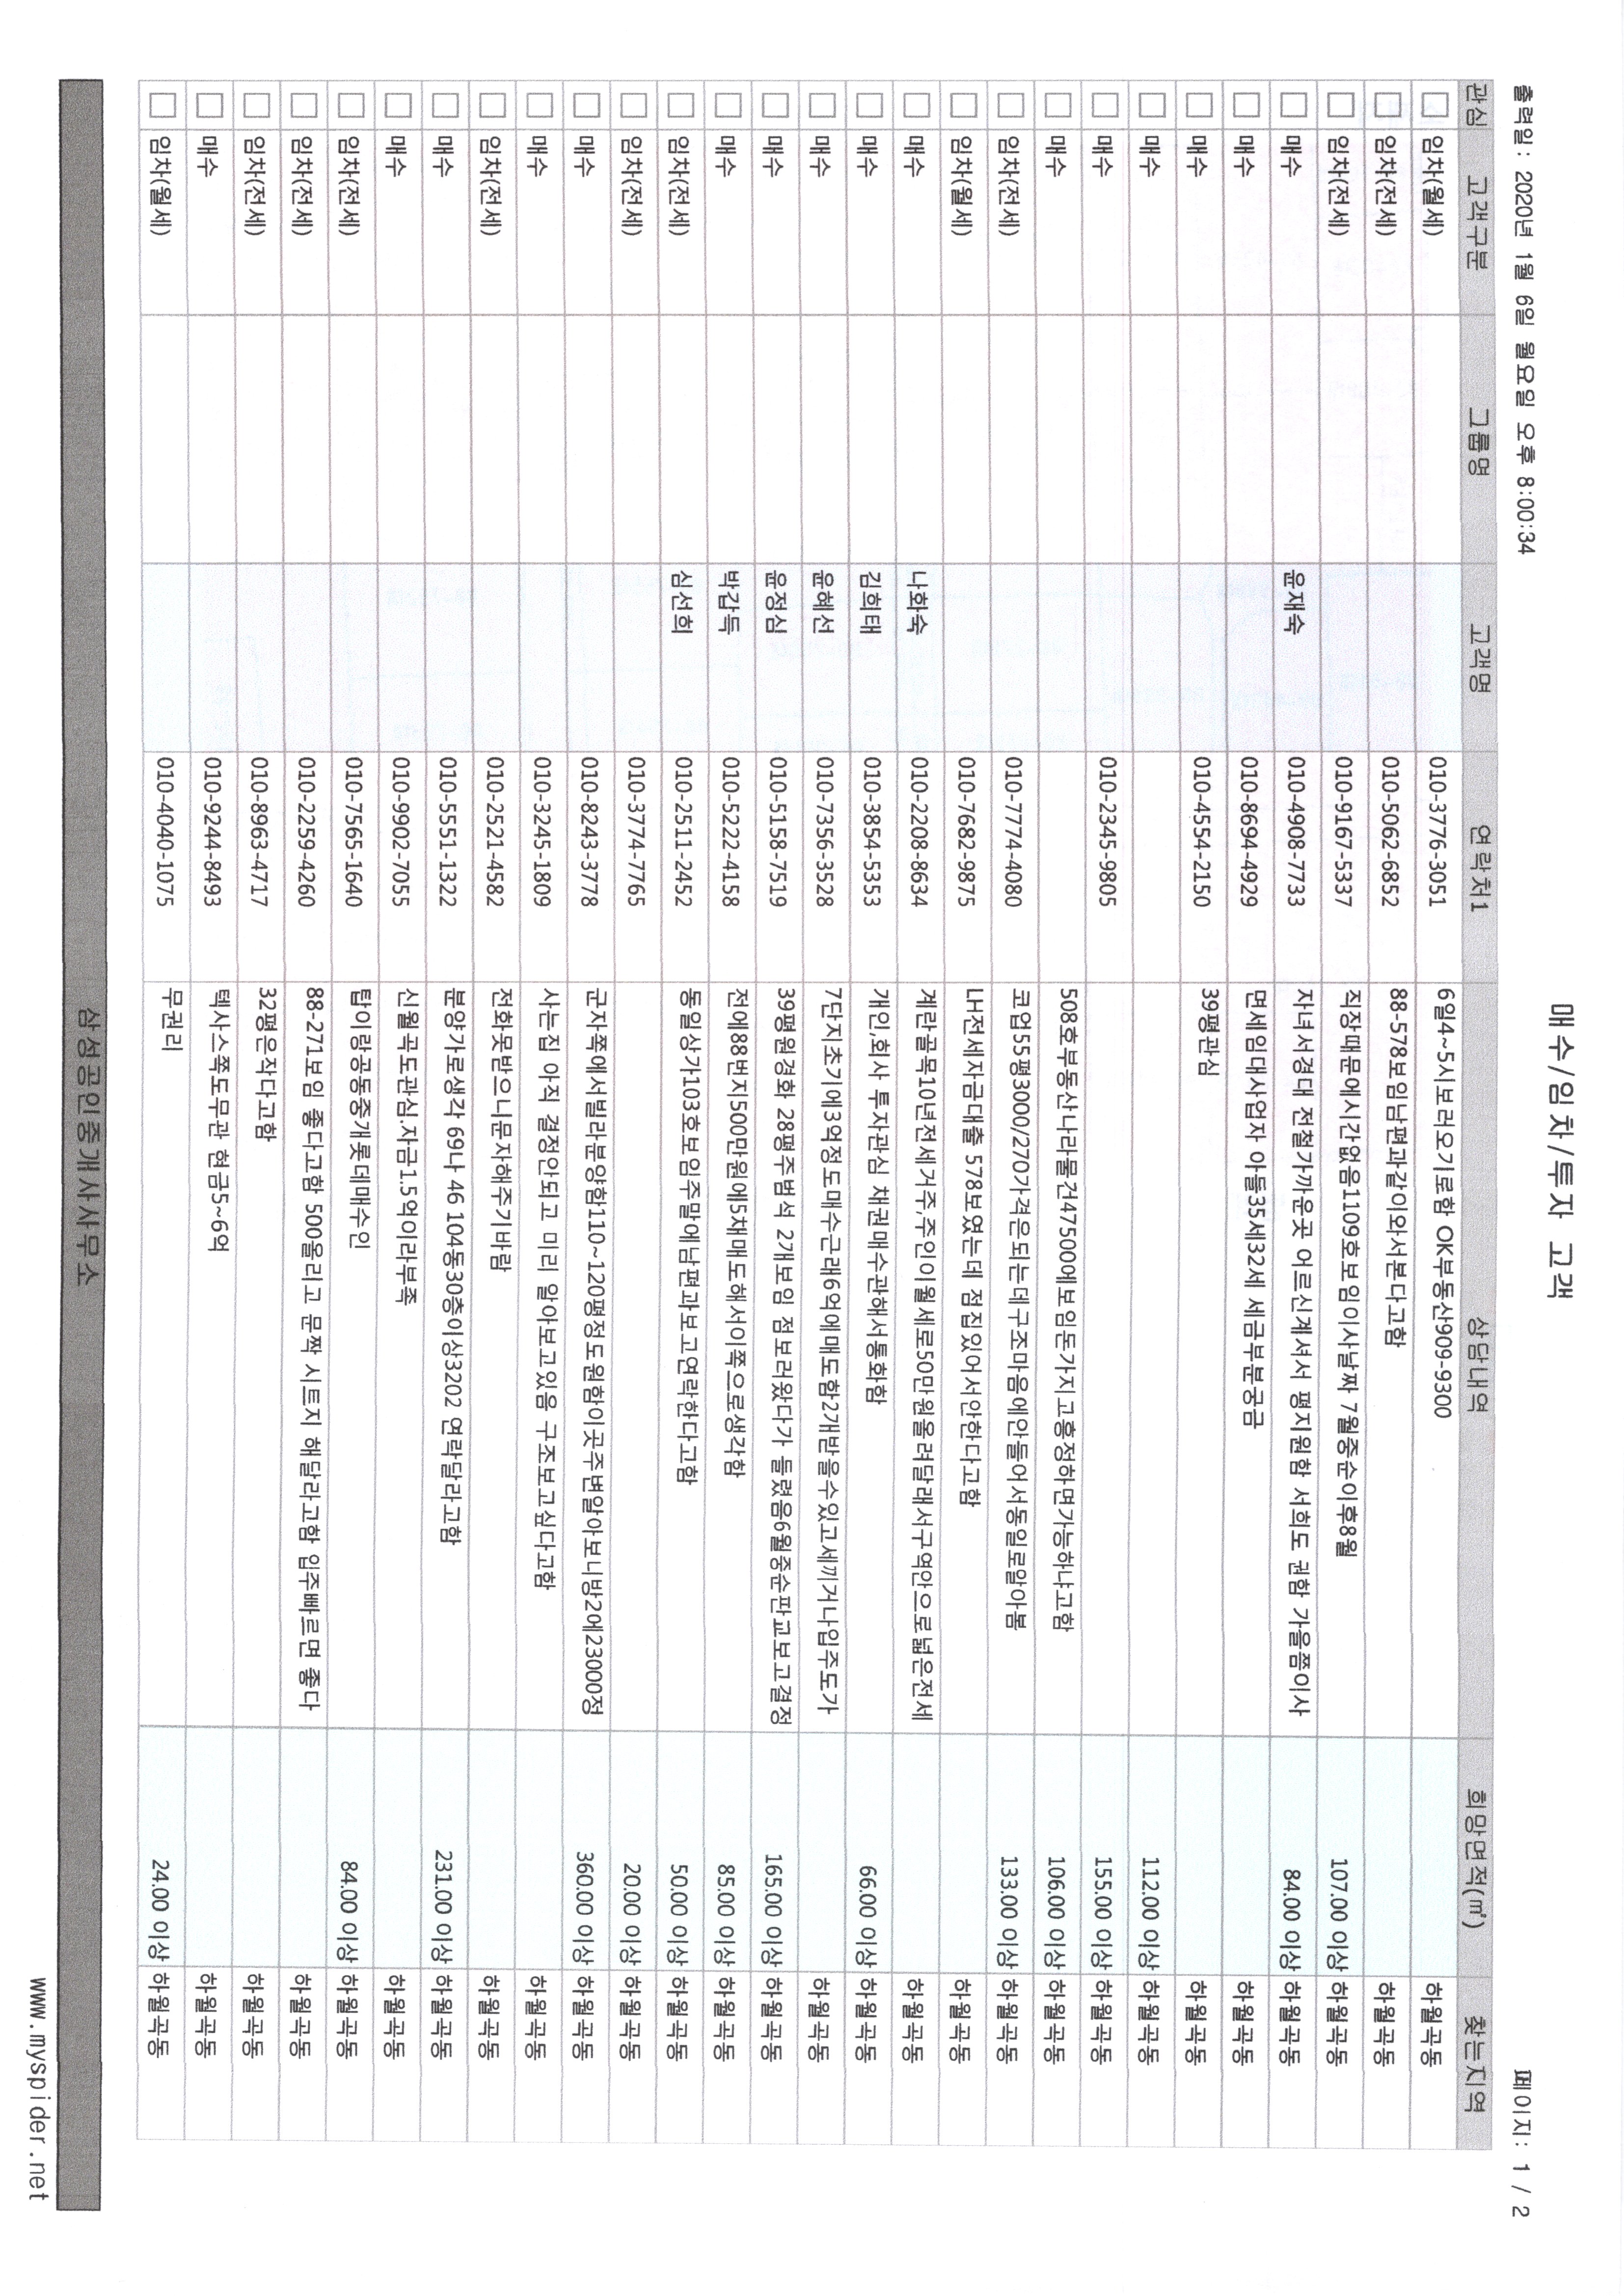 매수/임차/투자 고객
출력일: 2020년 1월 6일 월요일 오후 8:00:34
페이지: 1 / 2
관심 고객구분 그룹명 고객명 연락처1 상담내역 희망면적(㎡) 찾는지역
임차(월세) 010-3776-3051 6일4~5시보러오기로함 OK부동산909-9300 하월곡동
임차(전세) 010-5062-6852 88-578보임남편과같이와서본다고함 하월곡동
임차(전세) 010-9167-5337 직장때문에시간없음1109호보임이사날짜 7월중순이후8월 107.00 이상 하월곡동
매수 윤재숙 010-4908-7733 자녀서경대 전철가까운곳 어르신계셔서 평지원함 서희도 권함 가을쯤이사 84.00 이상 하월곡동
매수 010-8694-4929 면세임대사업자 아들35세32세 세금부분궁금 하월곡동
매수 010-4554-2150 39평관심 하월곡동
매수 112.00 이상 하월곡동
매수 010-2345-9805 155.00 이상 하월곡동
매수 508호부동산나라물건47500에보임돈가지고흥정하면가능하냐고함 106.00 이상 하월곡동
임차(전세) 010-7774-4080 코업55평3000/270가격은되는데구조마음에안들어서동일로알아봄 133.00 이상 하월곡동
임차(월세) 010-7682-9875 LH전세자금대출 578보였는데 점집있어서안한다고함 하월곡동
매수 나화숙 010-2208-8634 계란골목10년전세거주,주인이월세로50만원올려달래서구역안으로넓은전세 하월곡동
매수 김희태 010-3854-5353 개인,회사 투자관심 채권매수관해서통화함 66.00 이상 하월곡동
매수 윤혜선 010-7356-3528 7단지초기에3억정도매수근래6억에매도함2개받을수있고세끼거나입주도가 하월곡동
매수 윤정심 010-5158-7519 39평원경화 28평주범석 2개보임 점보러왔다가 들렸음6월중순판교보고결정 165.00 이상 하월곡동
매수 박갑득 010-5222-4158 전에88번지500만원에5채매도해서이쪽으로생각함 85.00 이상 하월곡동
임차(전세) 심선희 010-2511-2452 동일상가103호보임주말에남편과보고연락한다고함 50.00 이상 하월곡동
임차(전세) 010-3774-7765 20.00 이상 하월곡동
매수 010-8243-3778 군자쪽에서빌라분양함110~120평정도원함이곳주변알아보니방2에23000정 360.00 이상 하월곡동
매수 010-3245-1809 사는집 아직 결정안되고 미리 알아보고있음 구조보고싶다고함 하월곡동
임차(전세) 010-2521-4582 전화못받으니문자해주기바람 하월곡동
매수 010-5551-1322 분양가로생각 69나 46 104동30층이상3202 연락달라고함 231.00 이상 하월곡동
매수 010-9902-7055 신월곡도관심.자금1.5억이라부족 하월곡동
임차(전세) 010-7565-1640 탑이랑공동중개롯데매수인 84.00 이상 하월곡동
임차(전세) 010-2259-4260 88-271보임 좋다고함 500올리고 문짝 시트지 해달라고함 입주빠르면 좋다 하월곡동
임차(전세) 010-8963-4717 32평은작다고함 하월곡동
매수 010-9244-8493 텍사스쪽도무관 현금5~6억 하월곡동
임차(월세) 010-4040-1075 무권리 24.00 이상 하월곡동
삼성공인중개사사무소
www.myspider.net